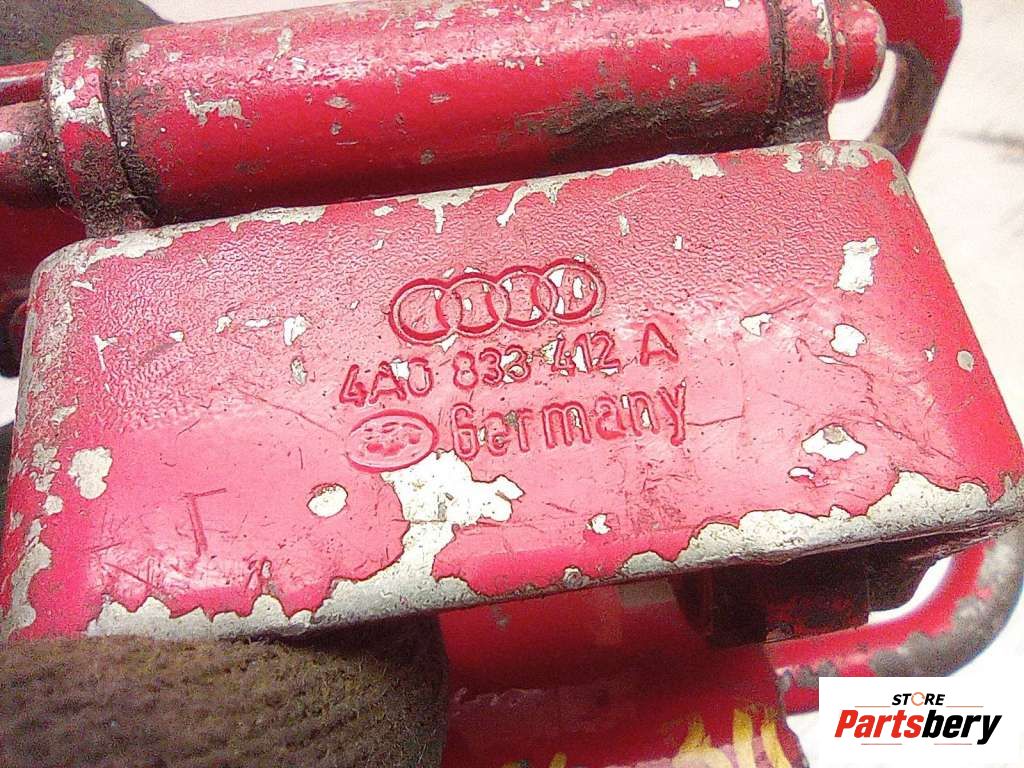 4A0 833 412 A
Germany
STORE
Partsbery